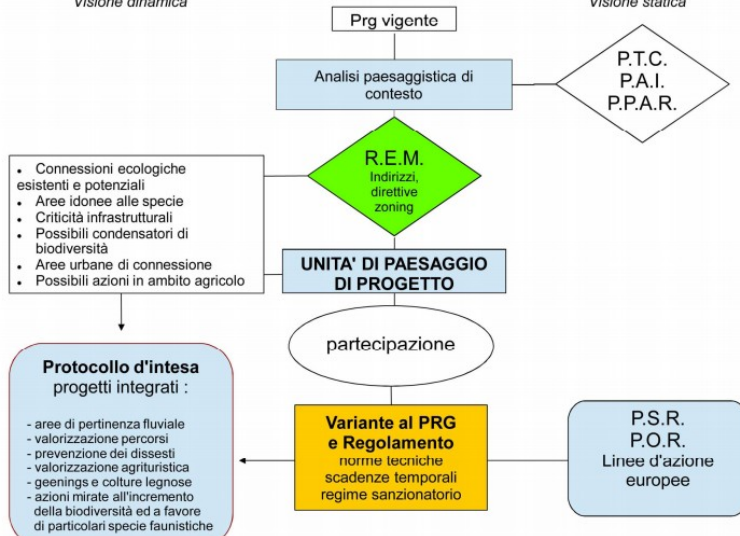 Visione dinamica
Visione statica
Prg vigente
Analisi paesaggistica di
contesto
P.T.C.
P.A.I.
P.P.A.R.
R.E.M.
Indirizzi,
direttive
zoning
• Connessioni ecologiche
esistenti e potenziali
• Aree idonee alle specie
• Criticità infrastrutturali
• Possibili condensatori di
biodiversità
• Aree urbane di connessione
• Possibili azioni in ambito agricolo
UNITA' DI PAESAGGIO
DI PROGETTO
partecipazione
Protocollo d'intesa
progetti integrati :
- aree di pertinenza fluviale
- valorizzazione percorsi
- prevenzione dei dissesti
- valorizzazione agrituristica
- geenings e colture legnose
- azioni mirate all'incremento
della biodiversità ed a favore
di particolari specie faunistiche
Variante al PRG
e Regolamento
norme tecniche
scadenze temporali
regime sanzionatorio
P.S.R.
P.O.R.
Linee d'azione
europee